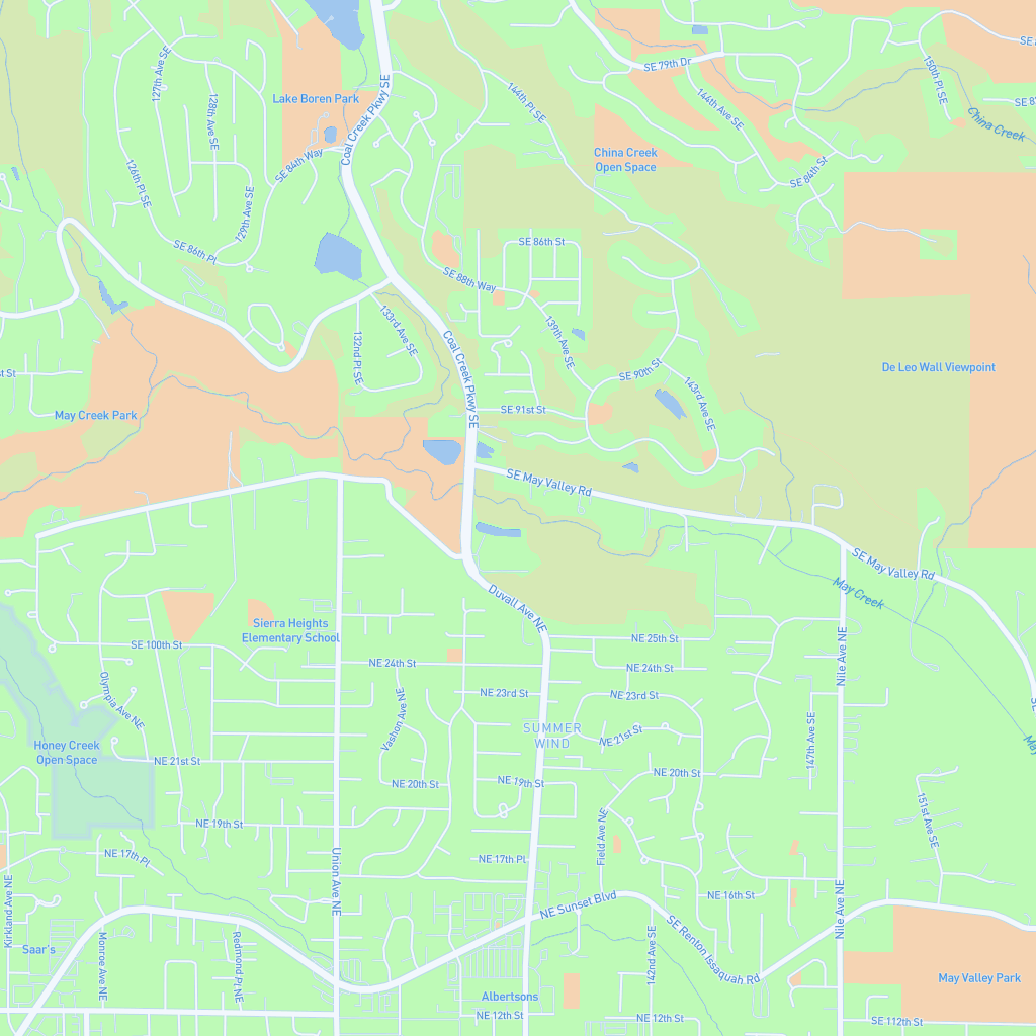 127th Ave SE
128th Ave SE
126th Pl SE
129th Ave SE
SE 86th Pl
SE 84th Way
Lake Boren Park
Coal Creek Pkwy SE
144th Pl SE
SE 79th Dr
144th Ave SE
SE 84th St
150th Pl SE
China Creek
China Creek
Open Space
SE 86th St
SE 88th Way
139th Ave SE
SE 90th St
143rd Ave SE
SE 91st St
133rd Ave SE
132nd Pl SE
Coal Creek Pkwy SE
De Leo Wall Viewpoint
May Creek Park
SE May Valley Rd
SE May Valley Rd
May Creek
Duvall Ave NE
Sierra Heights
Elementary School
SE 100th St
Olympia Ave NE
NE 25th St
NE 24th St
NE 24th St
NE 23rd St
NE 23rd St
Nile Ave NE
Vashon Ave NE
SUMMER
WIND
NE 21st St
147th Ave SE
Honey Creek
Open Space
NE 21st St
NE 20th St
NE 19th St
NE 20th St
151st Ave SE
NE 19th St
Field Ave NE
NE 17th Pl
NE 17th Pl
Union Ave NE
NE 16th St
Kirkland Ave NE
NE Sunset Blvd
Nile Ave NE
SE Renton Issaquah Rd
142nd Ave SE
Saar's
Monroe Ave NE
Redmond Pl NE
Albertsons
May Valley Park
NE 12th St
NE 12th St
SE 112th St